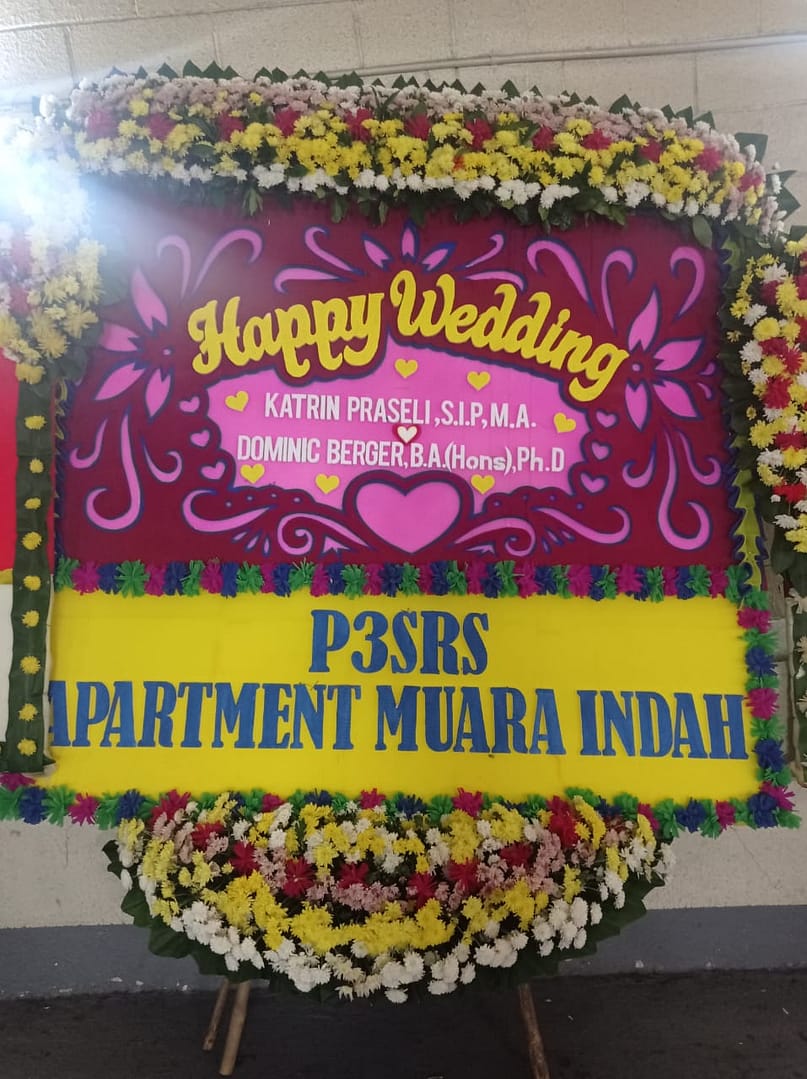 Happy Wedding
KATRIN PRASELI ,S.I.P,M.A.
DOMINIC BERGER,B.A.(Hons),Ph.D
P3SRS
APARTMENT MUARA INDAH